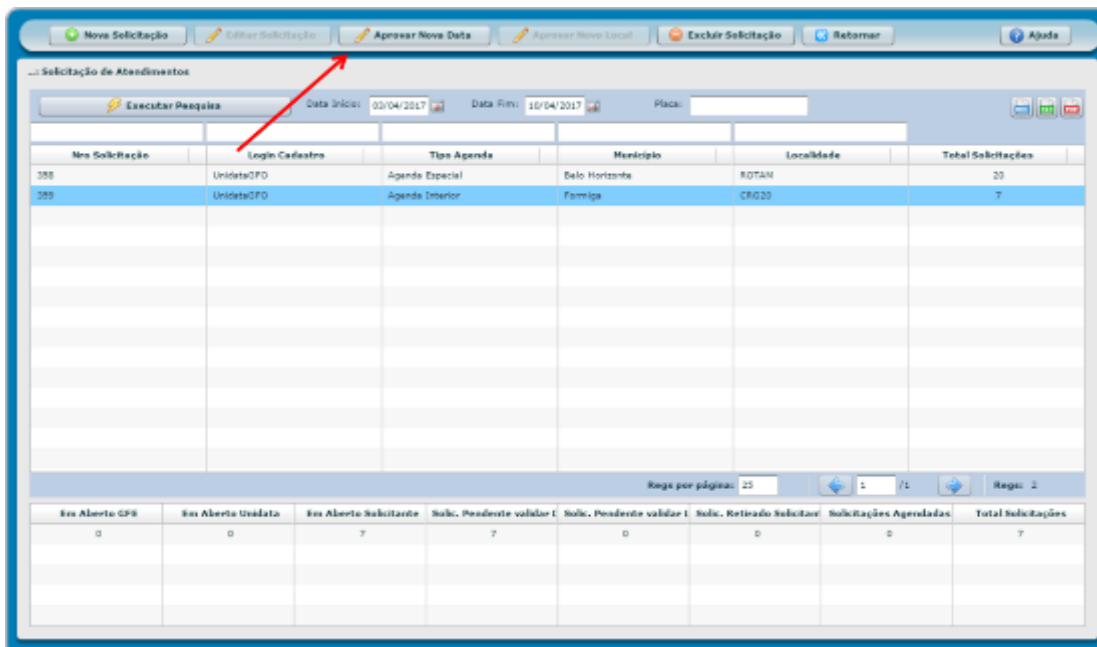 Nova Solicitação Editar Solicitação Aprovar Nova Data Aprovar Novo Local Excluir Solicitação Retornar Ajuda
..: Solicitação de Atendimentos
Executar Pesquisa Data Início: 03/04/2017 Data Fim: 10/04/2017 Placa:
Nro Solicitação Login Cadastro Tipo Agenda Município Localidade Total Solicitações
388 UnidataGFO Agenda Especial Belo Horizonte ROTAM 20
389 UnidataGFO Agenda Interior Formiga CRG20 7
Regs por página: 25 1 /1 Regs: 2
Em Aberto GFS Em Aberto Unidata Em Aberto Solicitante Solic. Pendente validar Solic. Pendente validar Solic. Retirado Solicitan Solicitações Agendadas Total Solicitações
0 0 7 7 0 0 0 7